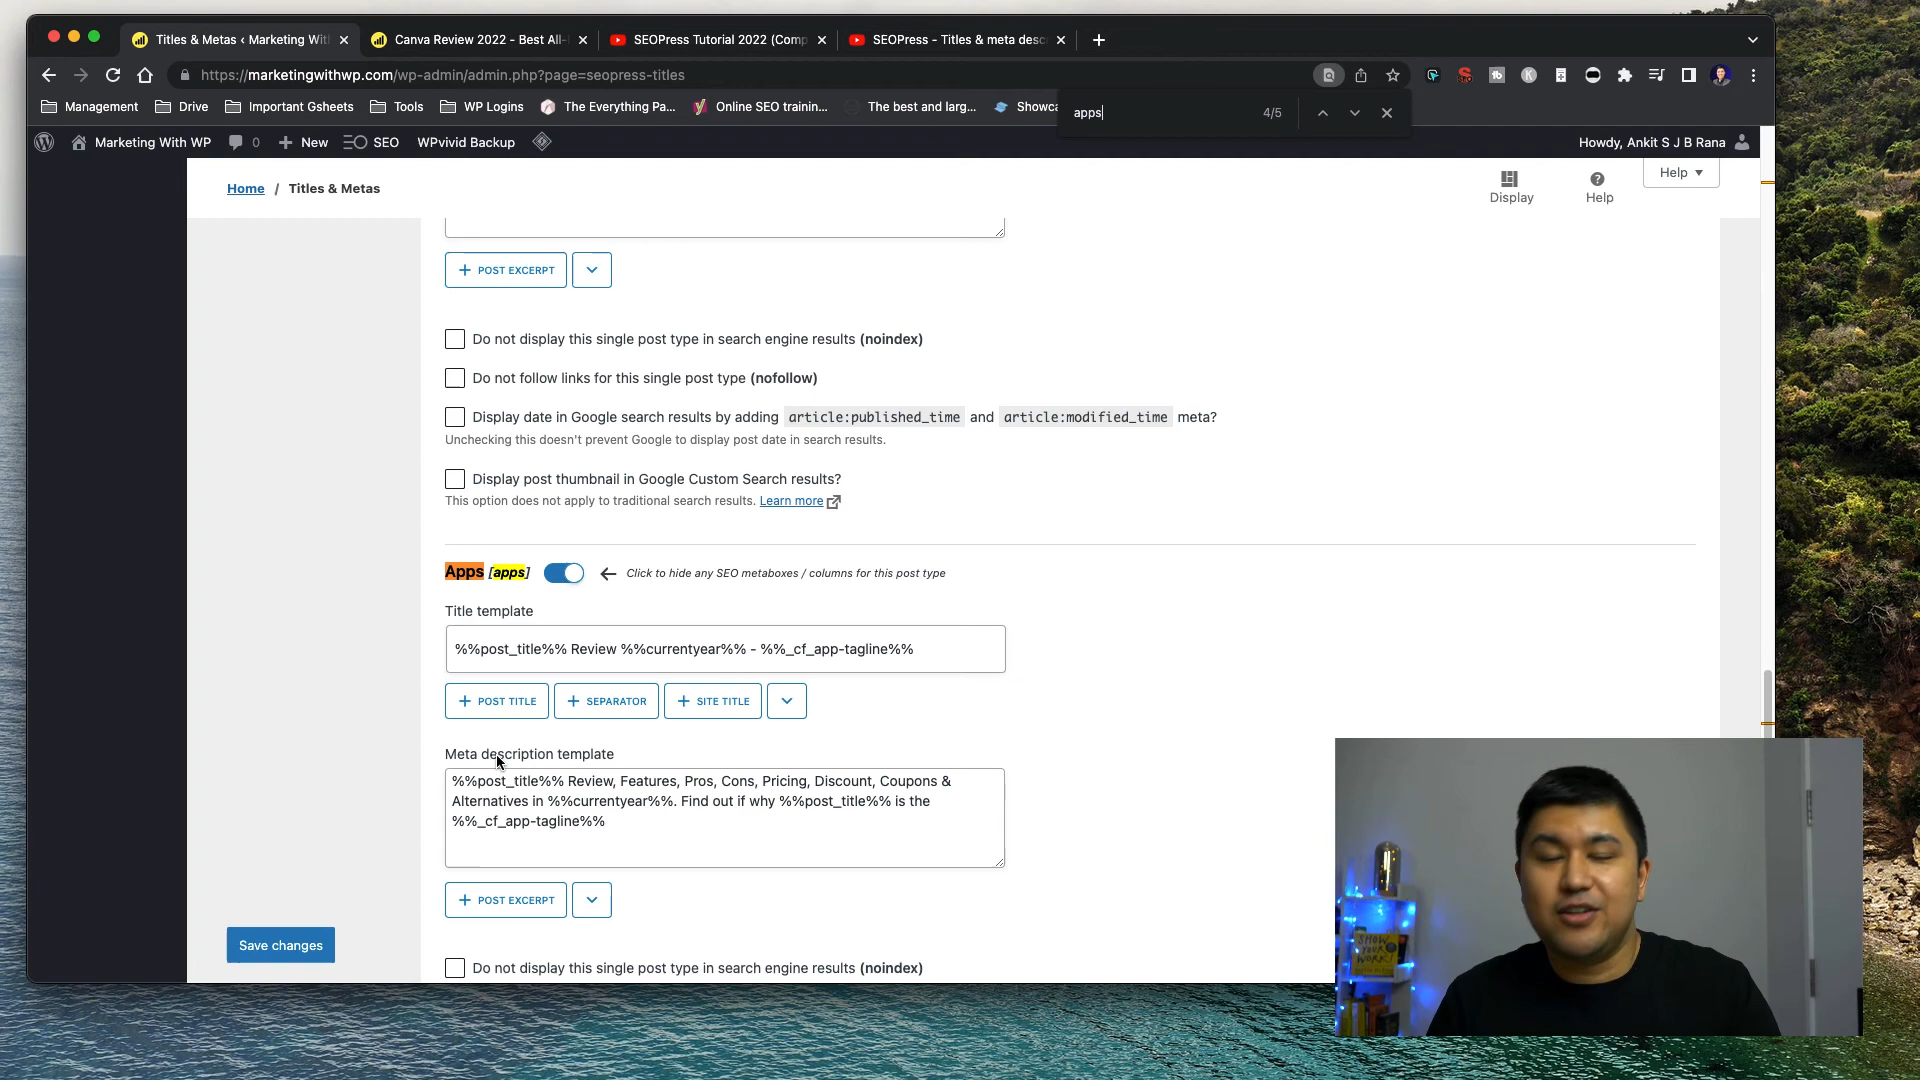 Titles & Metas ‹ Marketing Wit
Canva Review 2022 - Best All-
SEOPress Tutorial 2022 (Comp
SEOPress - Titles & meta desc
https://marketingwithwp.com/wp-admin/admin.php?page=seopress-titles
Management
Drive
Important Gsheets
Tools
WP Logins
The Everything Pa...
Online SEO trainin...
The best and larg...
Showca
apps
4/5
Marketing With WP
0
New
SEO
WPvivid Backup
Howdy, Ankit S J B Rana
Home / Titles & Metas
Display
Help
Help
POST EXCERPT
Do not display this single post type in search engine results (noindex)
Do not follow links for this single post type (nofollow)
Display date in Google search results by adding article:published_time and article:modified_time meta?
Unchecking this doesn't prevent Google to display post date in search results.
Display post thumbnail in Google Custom Search results?
This option does not apply to traditional search results. Learn more
Apps [apps]
Click to hide any SEO metaboxes / columns for this post type
Title template
%%post_title%% Review %%currentyear%% - %%_cf_app-tagline%%
POST TITLE
SEPARATOR
SITE TITLE
Meta description template
%%post_title%% Review, Features, Pros, Cons, Pricing, Discount, Coupons &
Alternatives in %%currentyear%%. Find out if why %%post_title%% is the
%%_cf_app-tagline%%
POST EXCERPT
Save changes
Do not display this single post type in search engine results (noindex)
SHOW
YOUR
WORK!